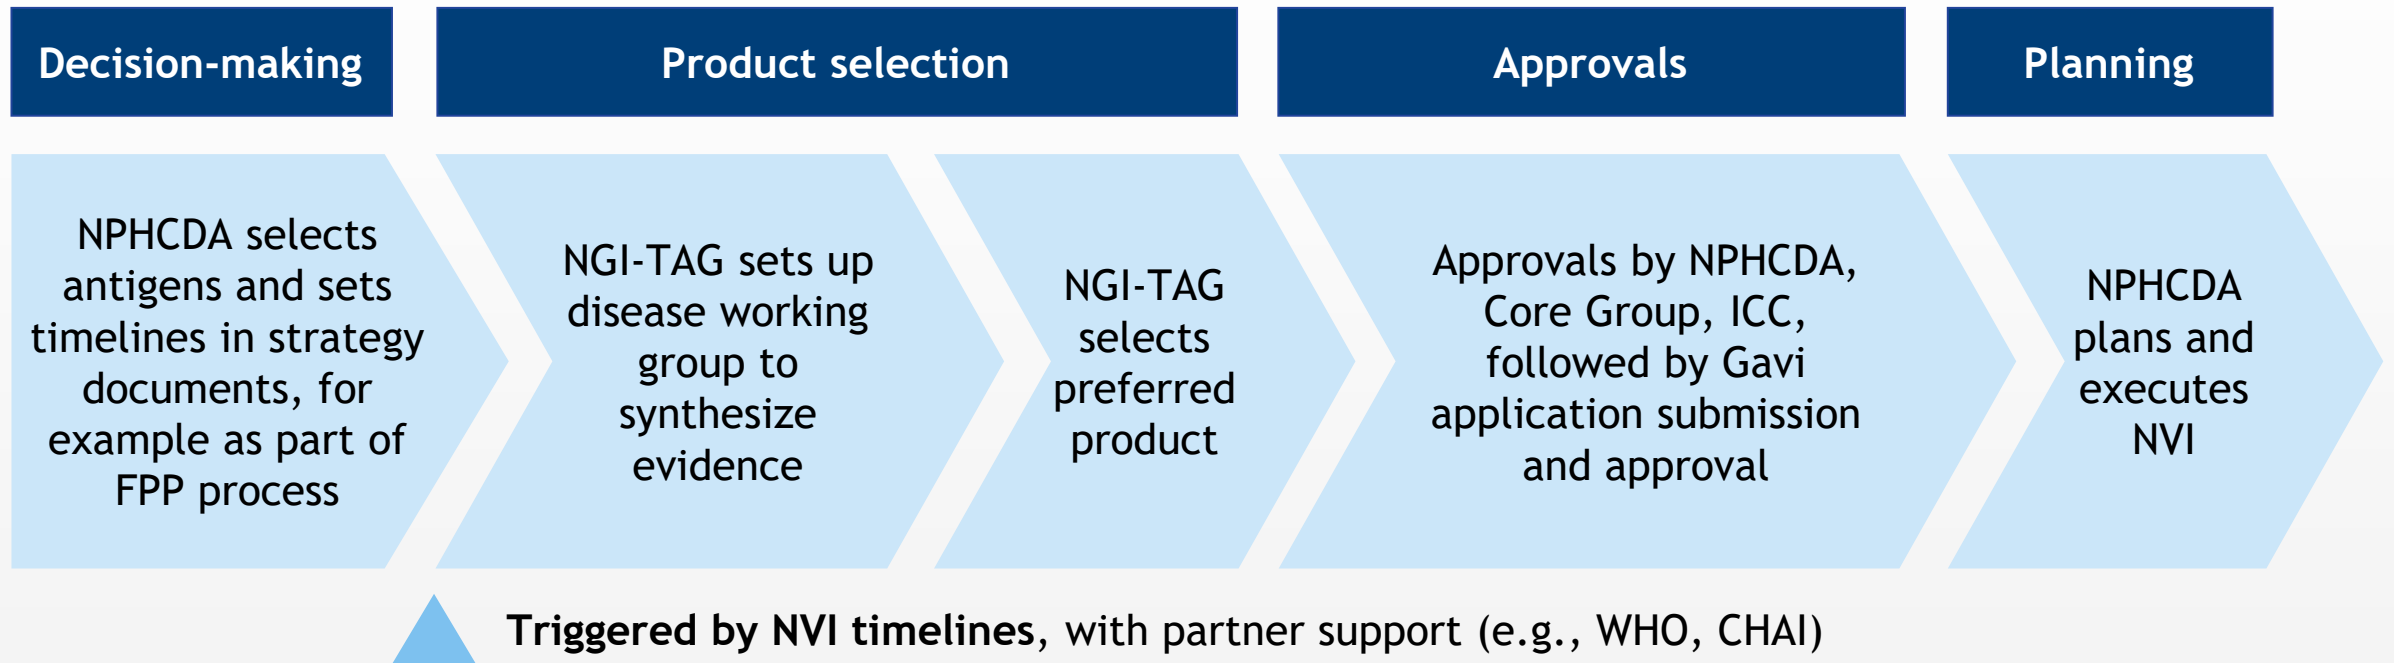 Decision-making
Product selection
Approvals
Planning
NPHCDA selects
antigens and sets
timelines in strategy
documents, for
example as part of
FPP process
NGI-TAG sets up
disease working
group to
synthesize
evidence
NGI-TAG
selects
preferred
product
Approvals by NPHCDA,
Core Group, ICC,
followed by Gavi
application submission
and approval
NPHCDA
plans and
executes
NVI
Triggered by NVI timelines, with partner support (e.g., WHO, CHAI)